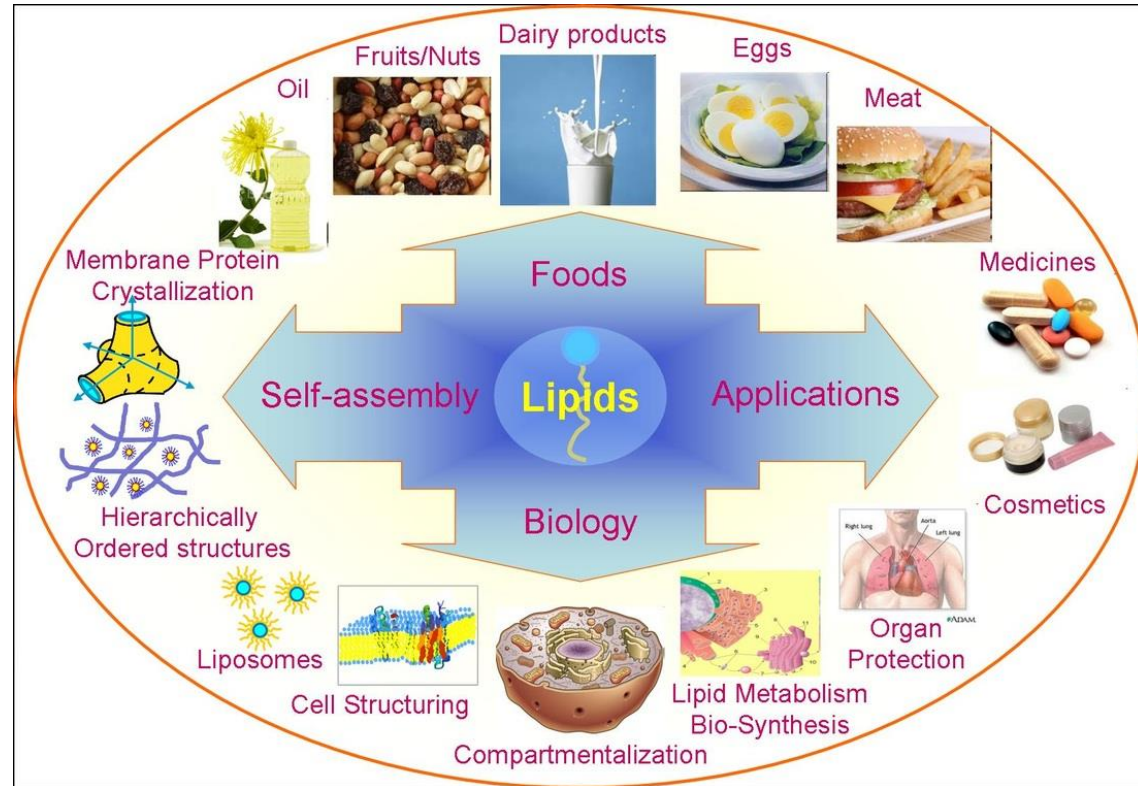 Dairy products
Fruits/Nuts
Eggs
Oil
Meat
Membrane Protein
Crystallization
Foods
Medicines
Self-assembly
Lipids
Applications
Hierarchically
Ordered structures
Biology
Cosmetics
Right lung
Aorta
Left lung
Liposomes
Cell Structuring
Compartmentalization
Lipid Metabolism
Bio-Synthesis
Organ
Protection
ADAM